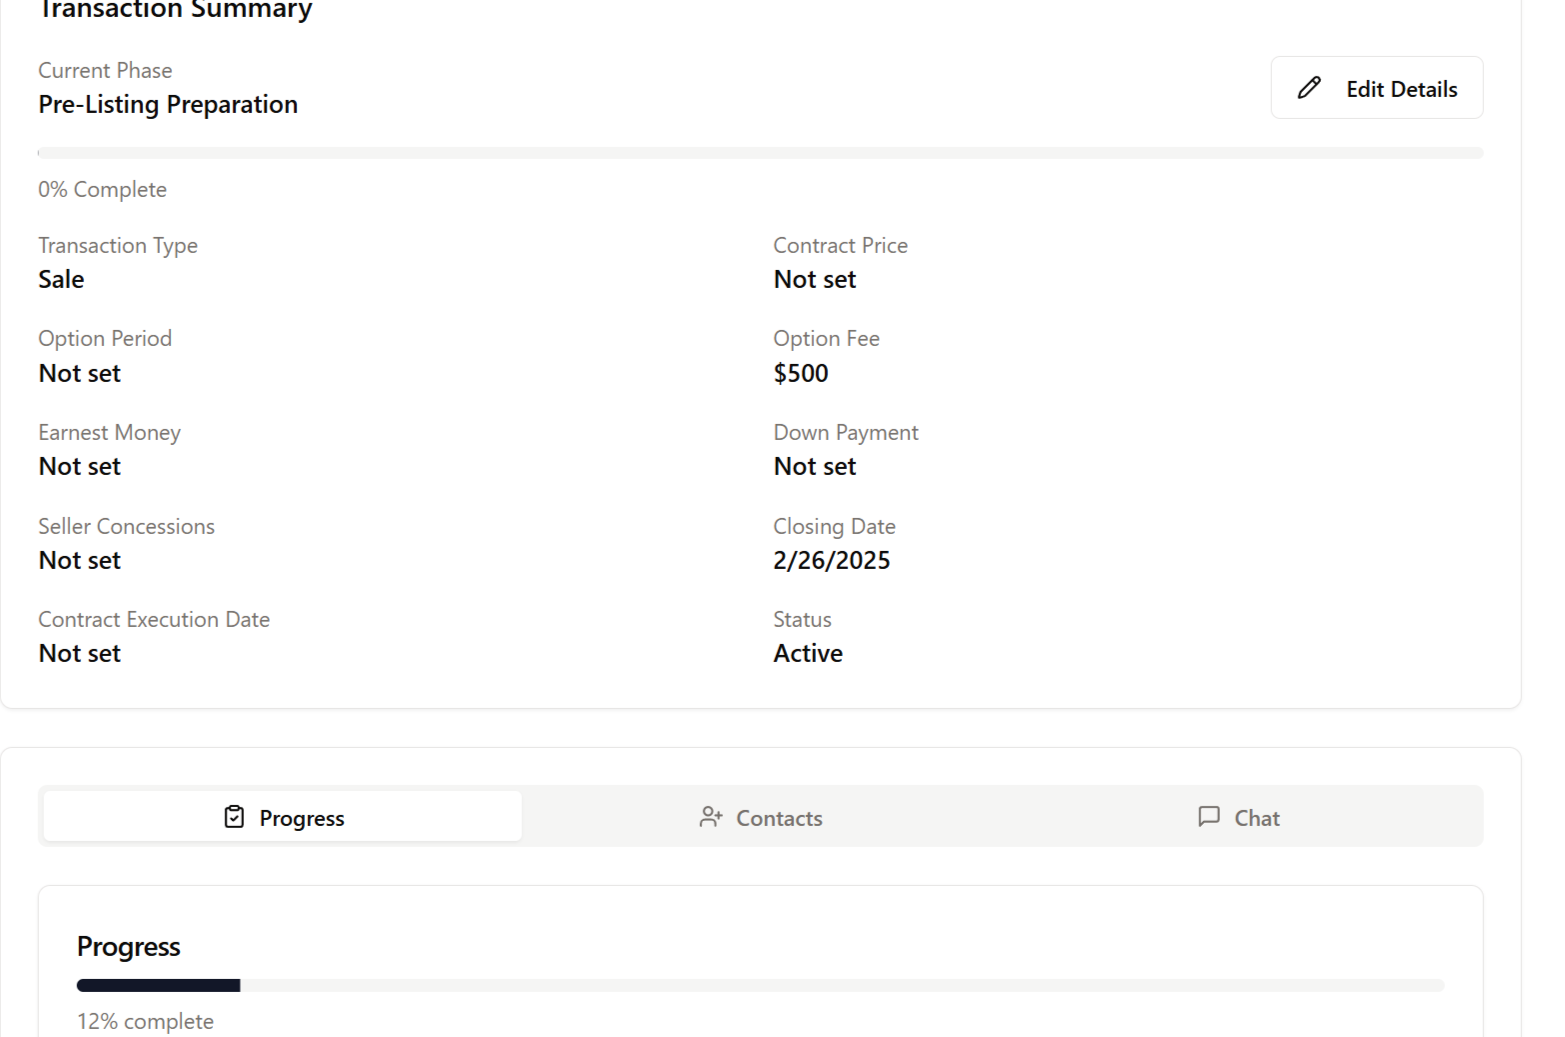 Transaction Summary
Current Phase
Pre-Listing Preparation
Edit Details
0% Complete
Transaction Type
Sale
Contract Price
Not set
Option Period
Not set
Option Fee
$500
Earnest Money
Not set
Down Payment
Not set
Seller Concessions
Not set
Closing Date
2/26/2025
Contract Execution Date
Not set
Status
Active
Progress
Contacts
Chat
Progress
12% complete